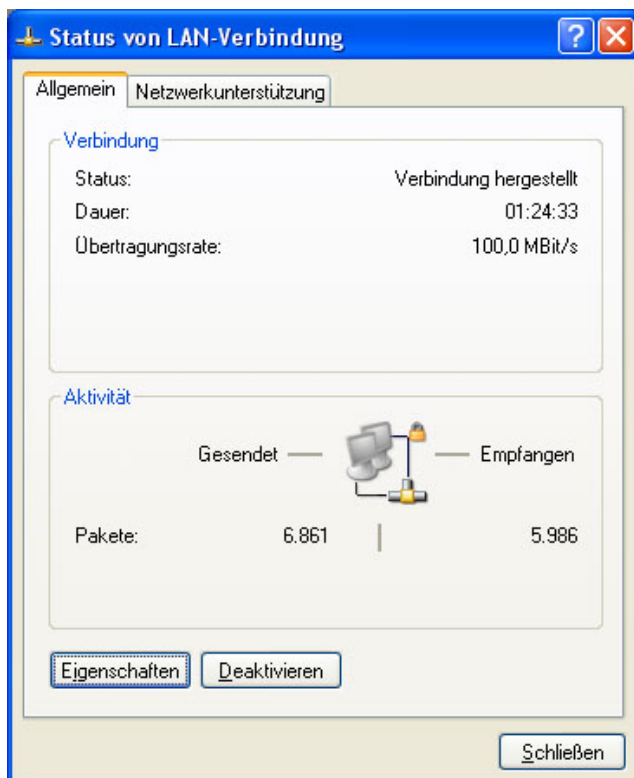 Status von LAN-Verbindung
Allgemein Netzwerkunterstützung
Verbindung
Status: Verbindung hergestellt
Dauer: 01:24:33
Übertragungsrate: 100,0 MBit/s
Aktivität
Gesendet Empfangen
Pakete: 6.861 5.986
Eigenschaften Deaktivieren
Schließen